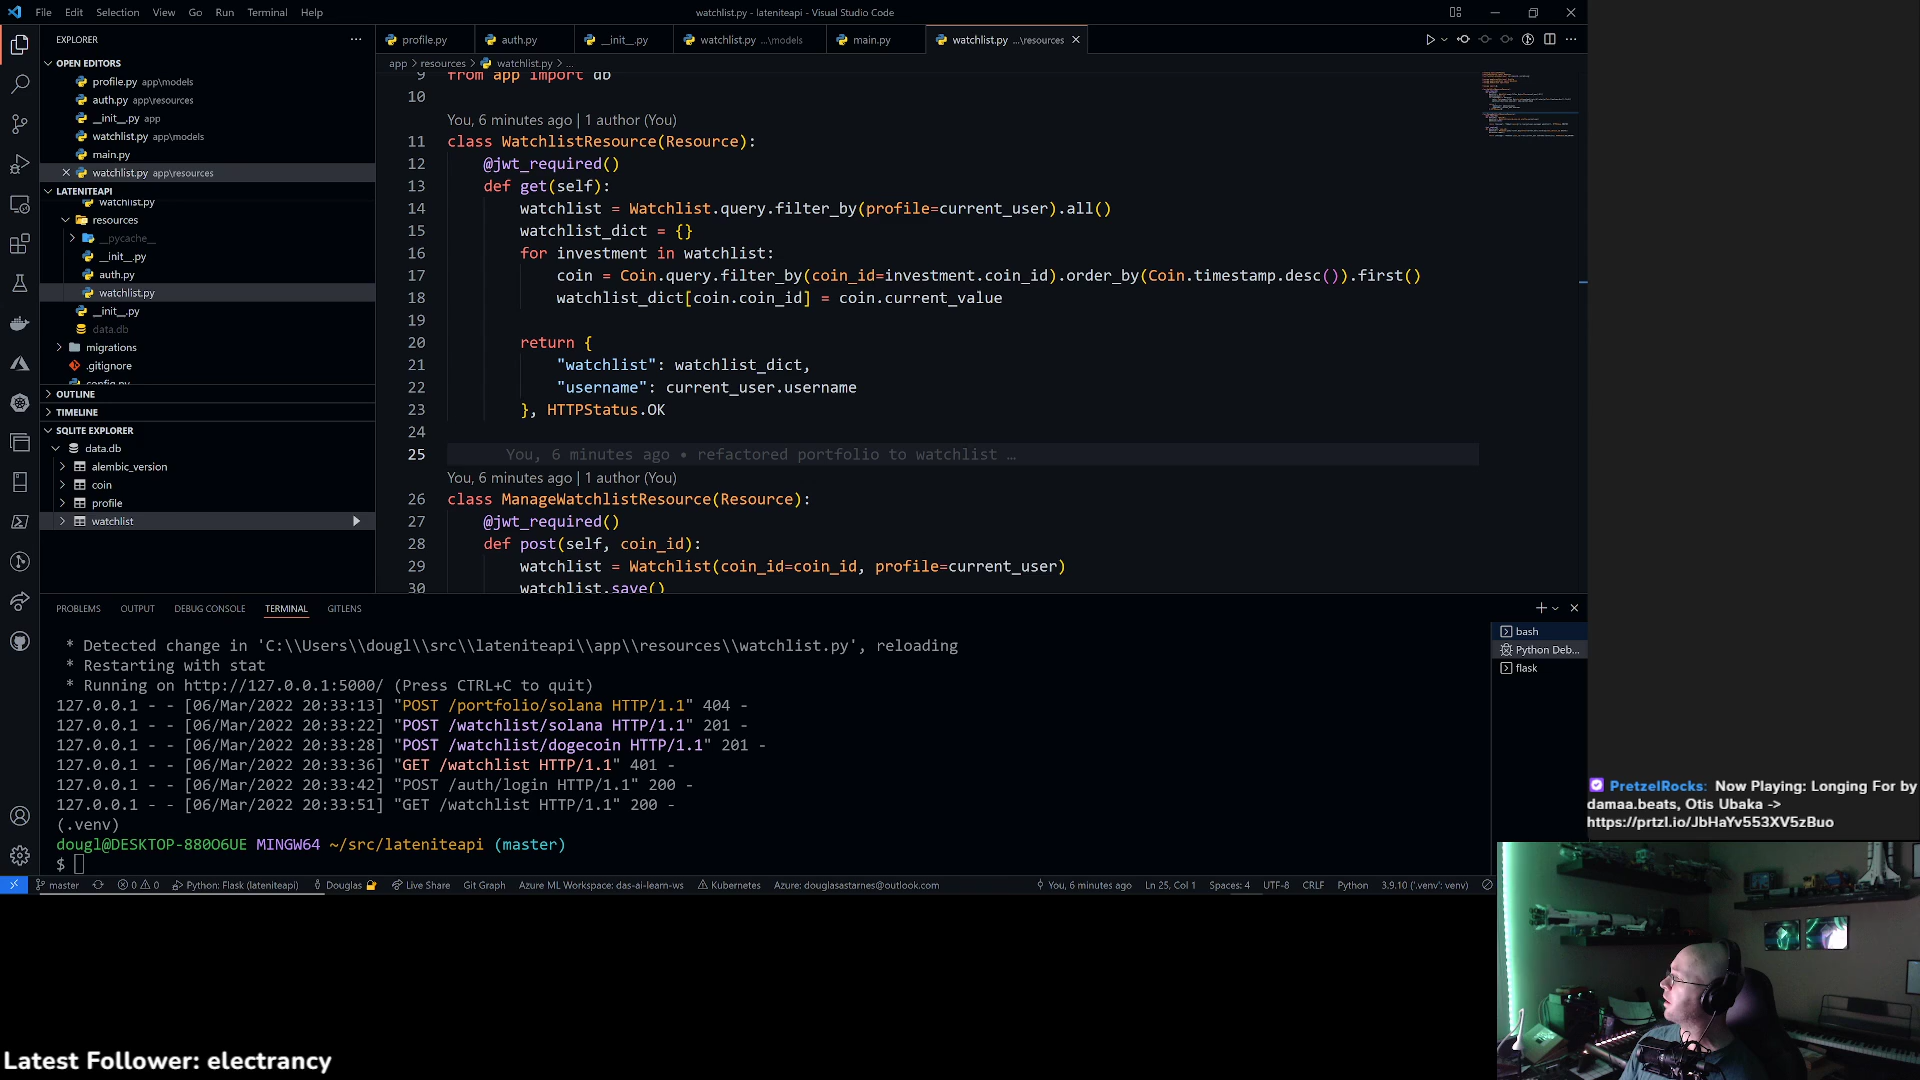 File Edit Selection View Go Run Terminal Help
watchlist.py - lateniteapi - Visual Studio Code
EXPLORER
OPEN EDITORS
profile.py app\models
auth.py app\resources
__init__.py app
watchlist.py app\models
main.py
watchlist.py app\resources
LATENITEAPI
watchlist.py
resources
__pycache__
__init__.py
auth.py
watchlist.py
__init__.py
data.db
migrations
.gitignore
config.py
OUTLINE
TIMELINE
SQLITE EXPLORER
data.db
alembic_version
coin
profile
watchlist
profile.py auth.py __init__.py watchlist.py ...\models main.py watchlist.py ...\resources
app > resources > watchlist.py > ...
9 from app import db
10
You, 6 minutes ago | 1 author (You)
11 class WatchlistResource(Resource):
12 @jwt_required()
13 def get(self):
14 watchlist = Watchlist.query.filter_by(profile=current_user).all()
15 watchlist_dict = {}
16 for investment in watchlist:
17 coin = Coin.query.filter_by(coin_id=investment.coin_id).order_by(Coin.timestamp.desc()).first()
18 watchlist_dict[coin.coin_id] = coin.current_value
19
20 return {
21 "watchlist": watchlist_dict,
22 "username": current_user.username
23 }, HTTPStatus.OK
24
25 You, 6 minutes ago • refactored portfolio to watchlist …
You, 6 minutes ago | 1 author (You)
26 class ManageWatchlistResource(Resource):
27 @jwt_required()
28 def post(self, coin_id):
29 watchlist = Watchlist(coin_id=coin_id, profile=current_user)
30 watchlist.save()
PROBLEMS OUTPUT DEBUG CONSOLE TERMINAL GITLENS
* Detected change in 'C:\\Users\\dougl\\src\\lateniteapi\\app\\resources\\watchlist.py', reloading
* Restarting with stat
* Running on http://127.0.0.1:5000/ (Press CTRL+C to quit)
127.0.0.1 - - [06/Mar/2022 20:33:13] "POST /portfolio/solana HTTP/1.1" 404 -
127.0.0.1 - - [06/Mar/2022 20:33:22] "POST /watchlist/solana HTTP/1.1" 201 -
127.0.0.1 - - [06/Mar/2022 20:33:28] "POST /watchlist/dogecoin HTTP/1.1" 201 -
127.0.0.1 - - [06/Mar/2022 20:33:36] "GET /watchlist HTTP/1.1" 401 -
127.0.0.1 - - [06/Mar/2022 20:33:42] "POST /auth/login HTTP/1.1" 200 -
127.0.0.1 - - [06/Mar/2022 20:33:51] "GET /watchlist HTTP/1.1" 200 -
(.venv)
dougl@DESKTOP-880O6UE MINGW64 ~/src/lateniteapi (master)
$
bash
Python Deb...
flask
master 0 0 Python: Flask (lateniteapi) Douglas Live Share Git Graph Azure ML Workspace: das-ai-learn-ws Kubernetes Azure: douglasastarnes@outlook.com You, 6 minutes ago Ln 25, Col 1 Spaces: 4 UTF-8 CRLF Python 3.9.10 ('.venv': venv)
PretzelRocks: Now Playing: Longing For by
damaa.beats, Otis Ubaka ->
https://prtzl.io/JbHaYv553XV5zBuo
Latest Follower: electrancy